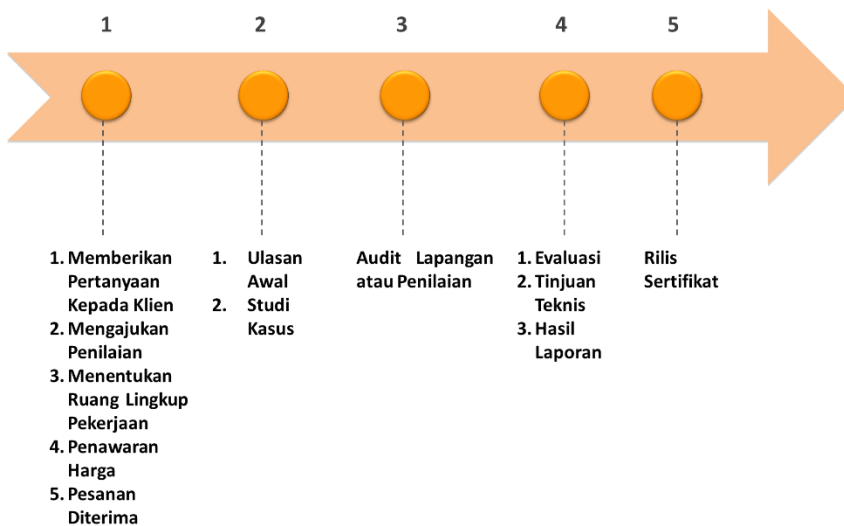 1 2 3 4 5
1. Memberikan
Pertanyaan
Kepada Klien
2. Mengajukan
Penilaian
3. Menentukan
Ruang Lingkup
Pekerjaan
4. Penawaran
Harga
5. Pesanan
Diterima
1. Ulasan
Awal
2. Studi
Kasus
Audit Lapangan
atau Penilaian
1. Evaluasi
2. Tinjuan
Teknis
3. Hasil
Laporan
Rilis
Sertifikat